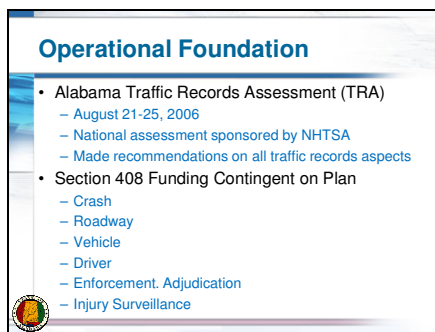 Operational Foundation
• Alabama Traffic Records Assessment (TRA)
– August 21-25, 2006
– National assessment sponsored by NHTSA
– Made recommendations on all traffic records aspects
• Section 408 Funding Contingent on Plan
– Crash
– Roadway
– Vehicle
– Driver
– Enforcement. Adjudication
– Injury Surveillance